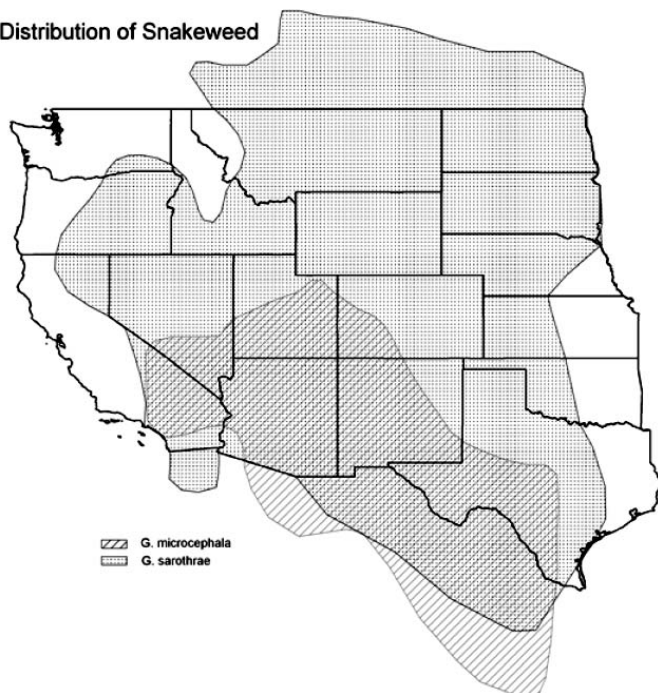 Distribution of Snakeweed
G. microcephala
G. sarothrae